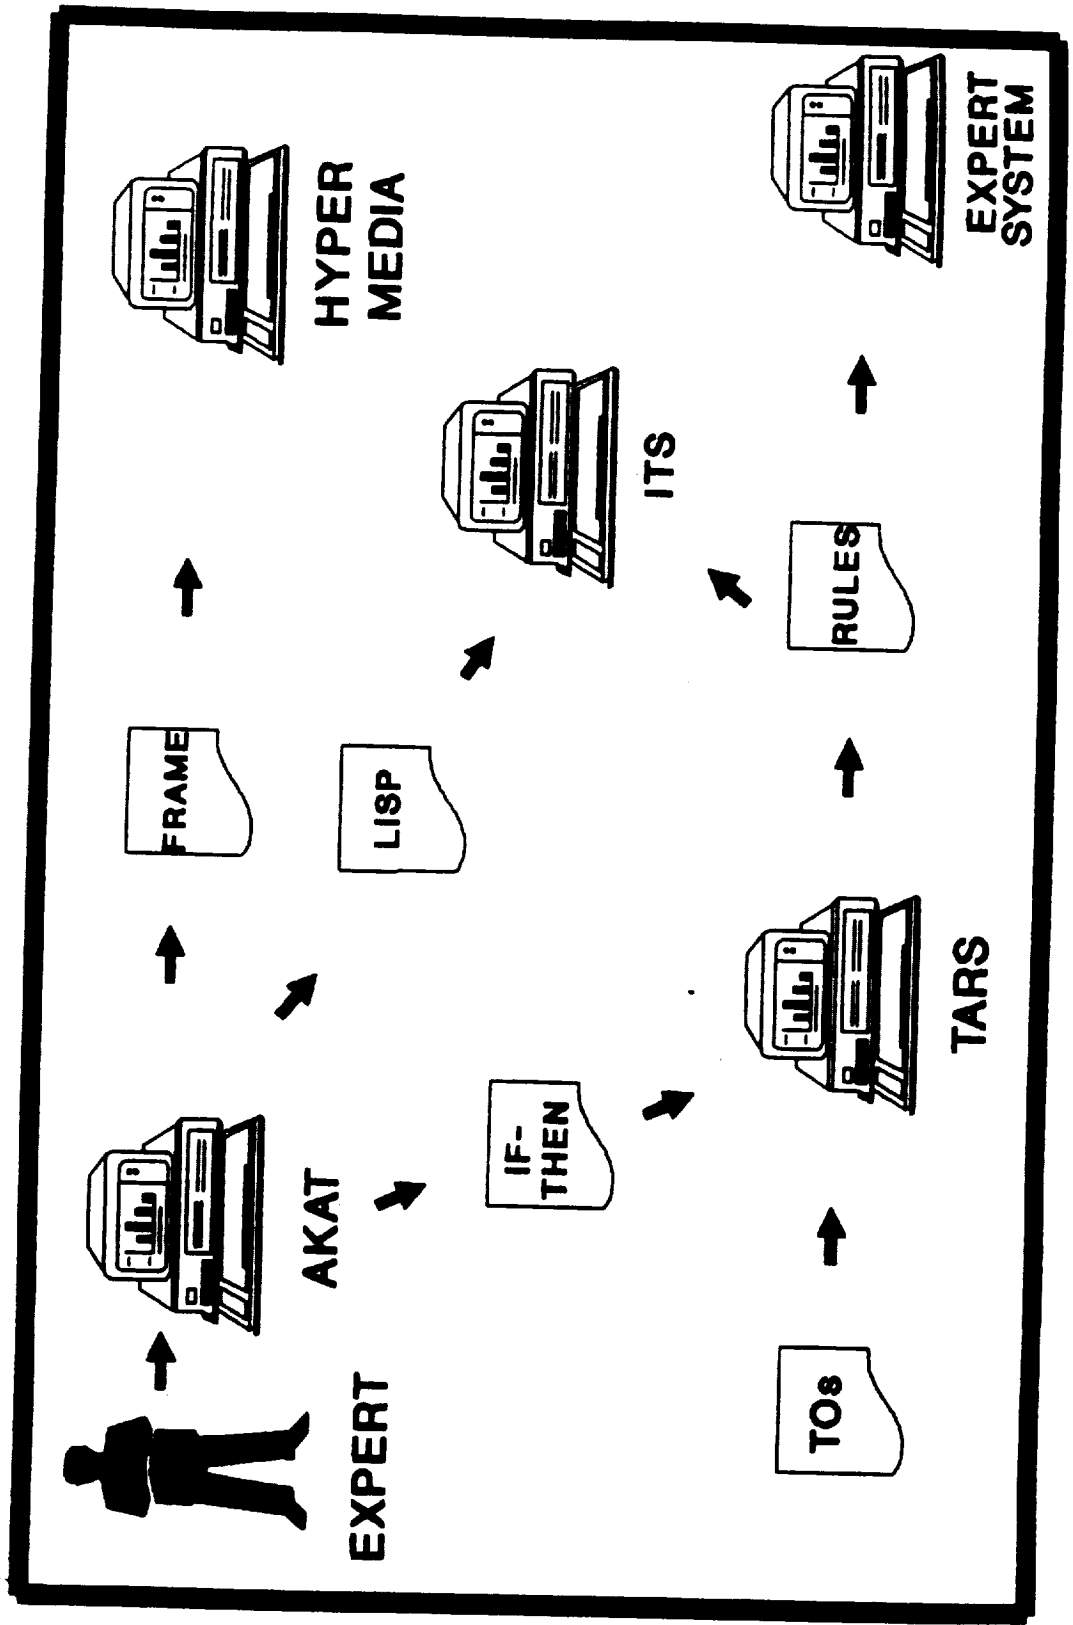 EXPERT
AKAT
FRAME
HYPER
MEDIA
LISP
IF-
THEN
ITS
TOs
TARS
RULES
EXPERT
SYSTEM